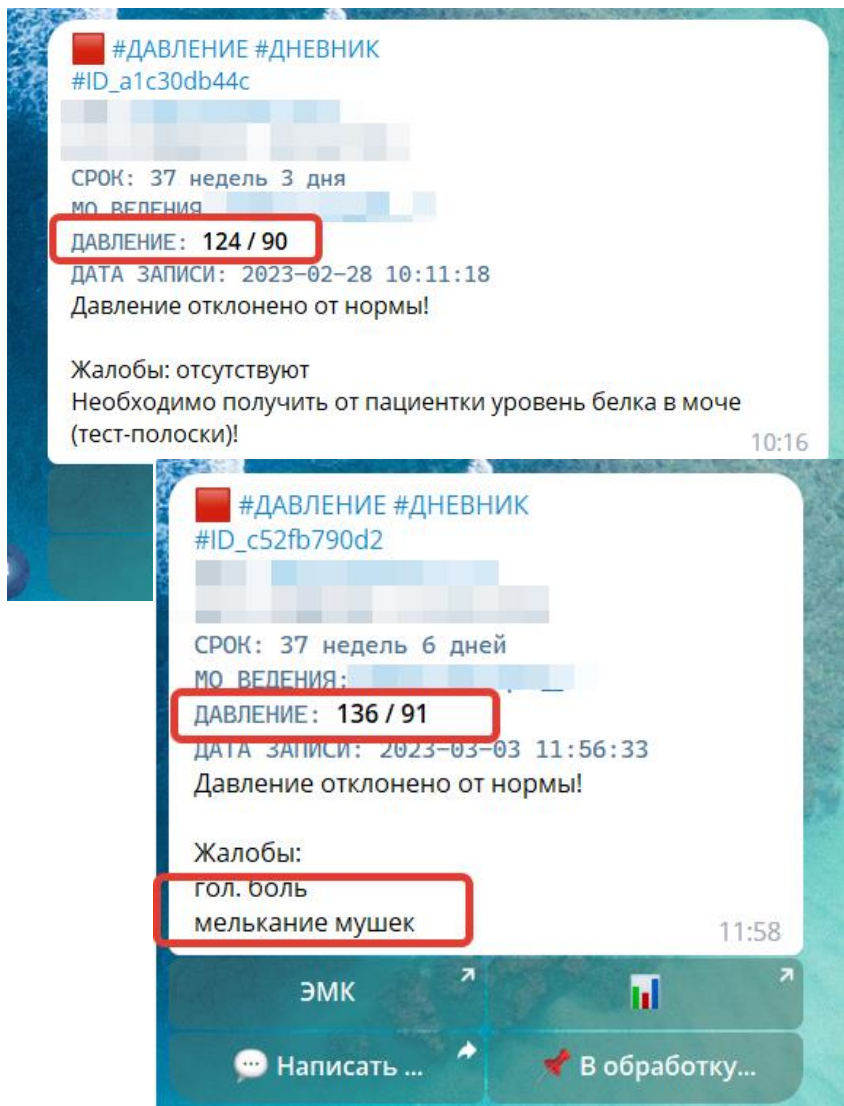 #ДАВЛЕНИЕ #ДНЕВНИК
#ID_a1c30db44c
СРОК: 37 недель 3 дня
МО ВЕДЕНИЯ
ДАВЛЕНИЕ: 124 / 90
ДАТА ЗАПИСИ: 2023-02-28 10:11:18
Давление отклонено от нормы!
Жалобы: отсутствуют
Необходимо получить от пациентки уровень белка в моче
(тест-полоски)!
10:16
#ДАВЛЕНИЕ #ДНЕВНИК
#ID_c52fb790d2
СРОК: 37 недель 6 дней
МО ВЕДЕНИЯ:
ДАВЛЕНИЕ: 136 / 91
ДАТА ЗАПИСИ: 2023-03-03 11:56:33
Давление отклонено от нормы!
Жалобы:
гол. боль
мелькание мушек
11:58
ЭМК
Написать ...
В обработку...